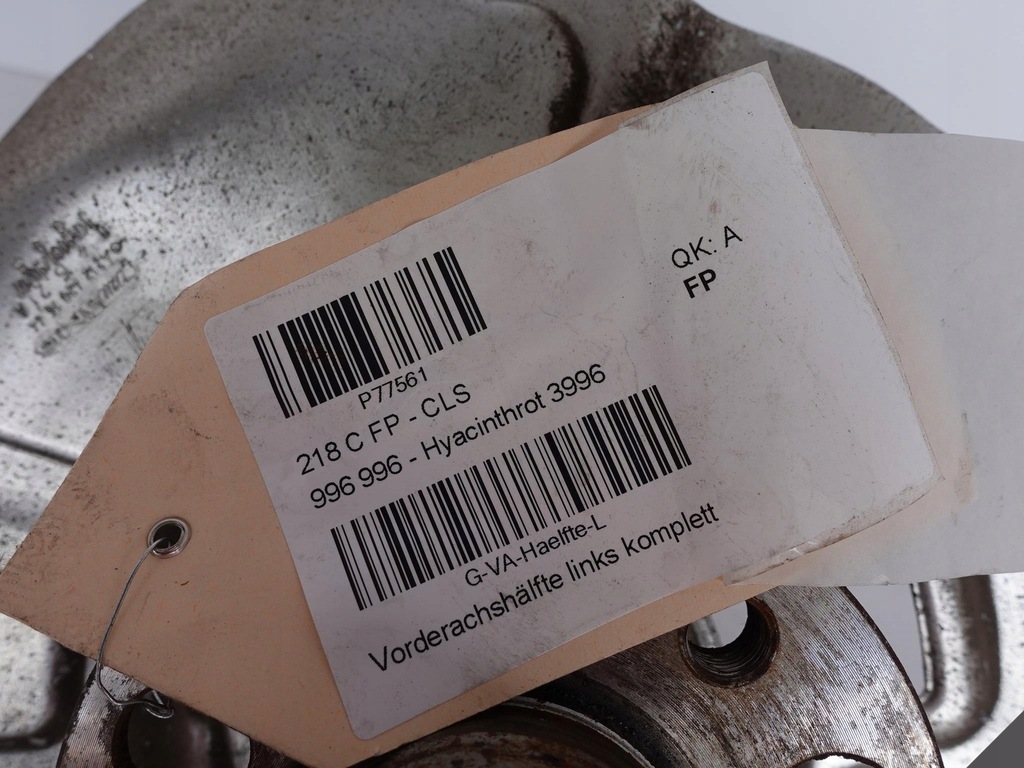 QK: A
FP
P77561
218 C FP - CLS
996 996 - Hyacinthrot 3996
G-VA-Haelfte-L
Vorderachshälfte links komplett